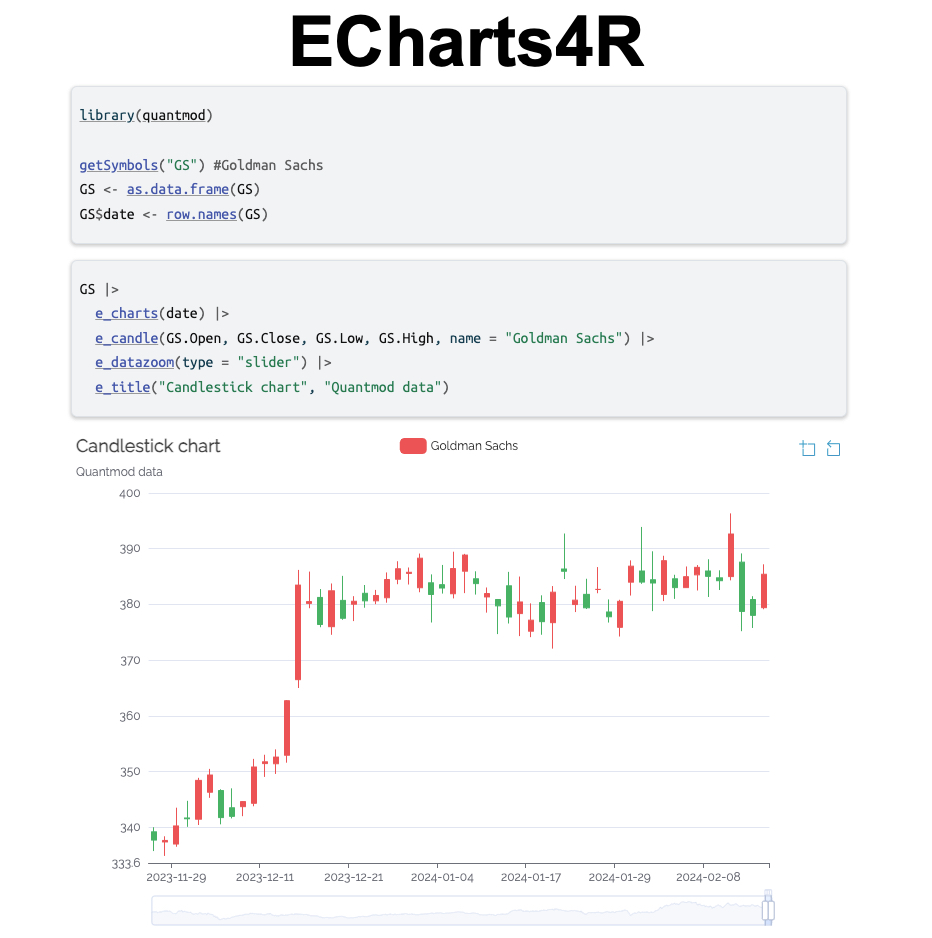 ECharts4R
library(quantmod)
getSymbols("GS") #Goldman Sachs
GS <- as.data.frame(GS)
GS$date <- row.names(GS)
GS |>
  e_charts(date) |>
  e_candle(GS.Open, GS.Close, GS.Low, GS.High, name = "Goldman Sachs") |>
  e_datazoom(type = "slider") |>
  e_title("Candlestick chart", "Quantmod data")
Candlestick chart
Goldman Sachs
Quantmod data
400
390
380
370
360
350
340
333.6
2023-11-29 2023-12-11 2023-12-21 2024-01-04 2024-01-17 2024-01-29 2024-02-08